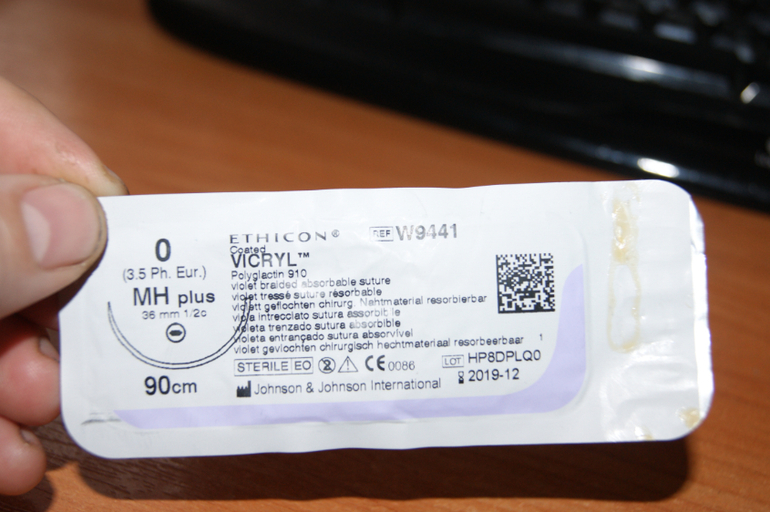 0
(3.5 Ph. Eur.)
MH plus
36 mm 1/2c
90cm
ETHICON®
REF W9441
Coated
VICRYL™
Polyglactin 910
violet braided absorbable suture
violet tressé suture résorbable
violett geflochten chirurg. Nahtmaterial resorbierbar
viola intrecciato sutura assorbibile
violeta trenzado sutura absorbible
violeta entrançado sutura absorvível
violet gevlochten chirurgisch hechtmateriaal resorbeerbaar 1
STERILE EO 2 CE 0086
LOT HP8DPLQ0
2019-12
Johnson & Johnson International